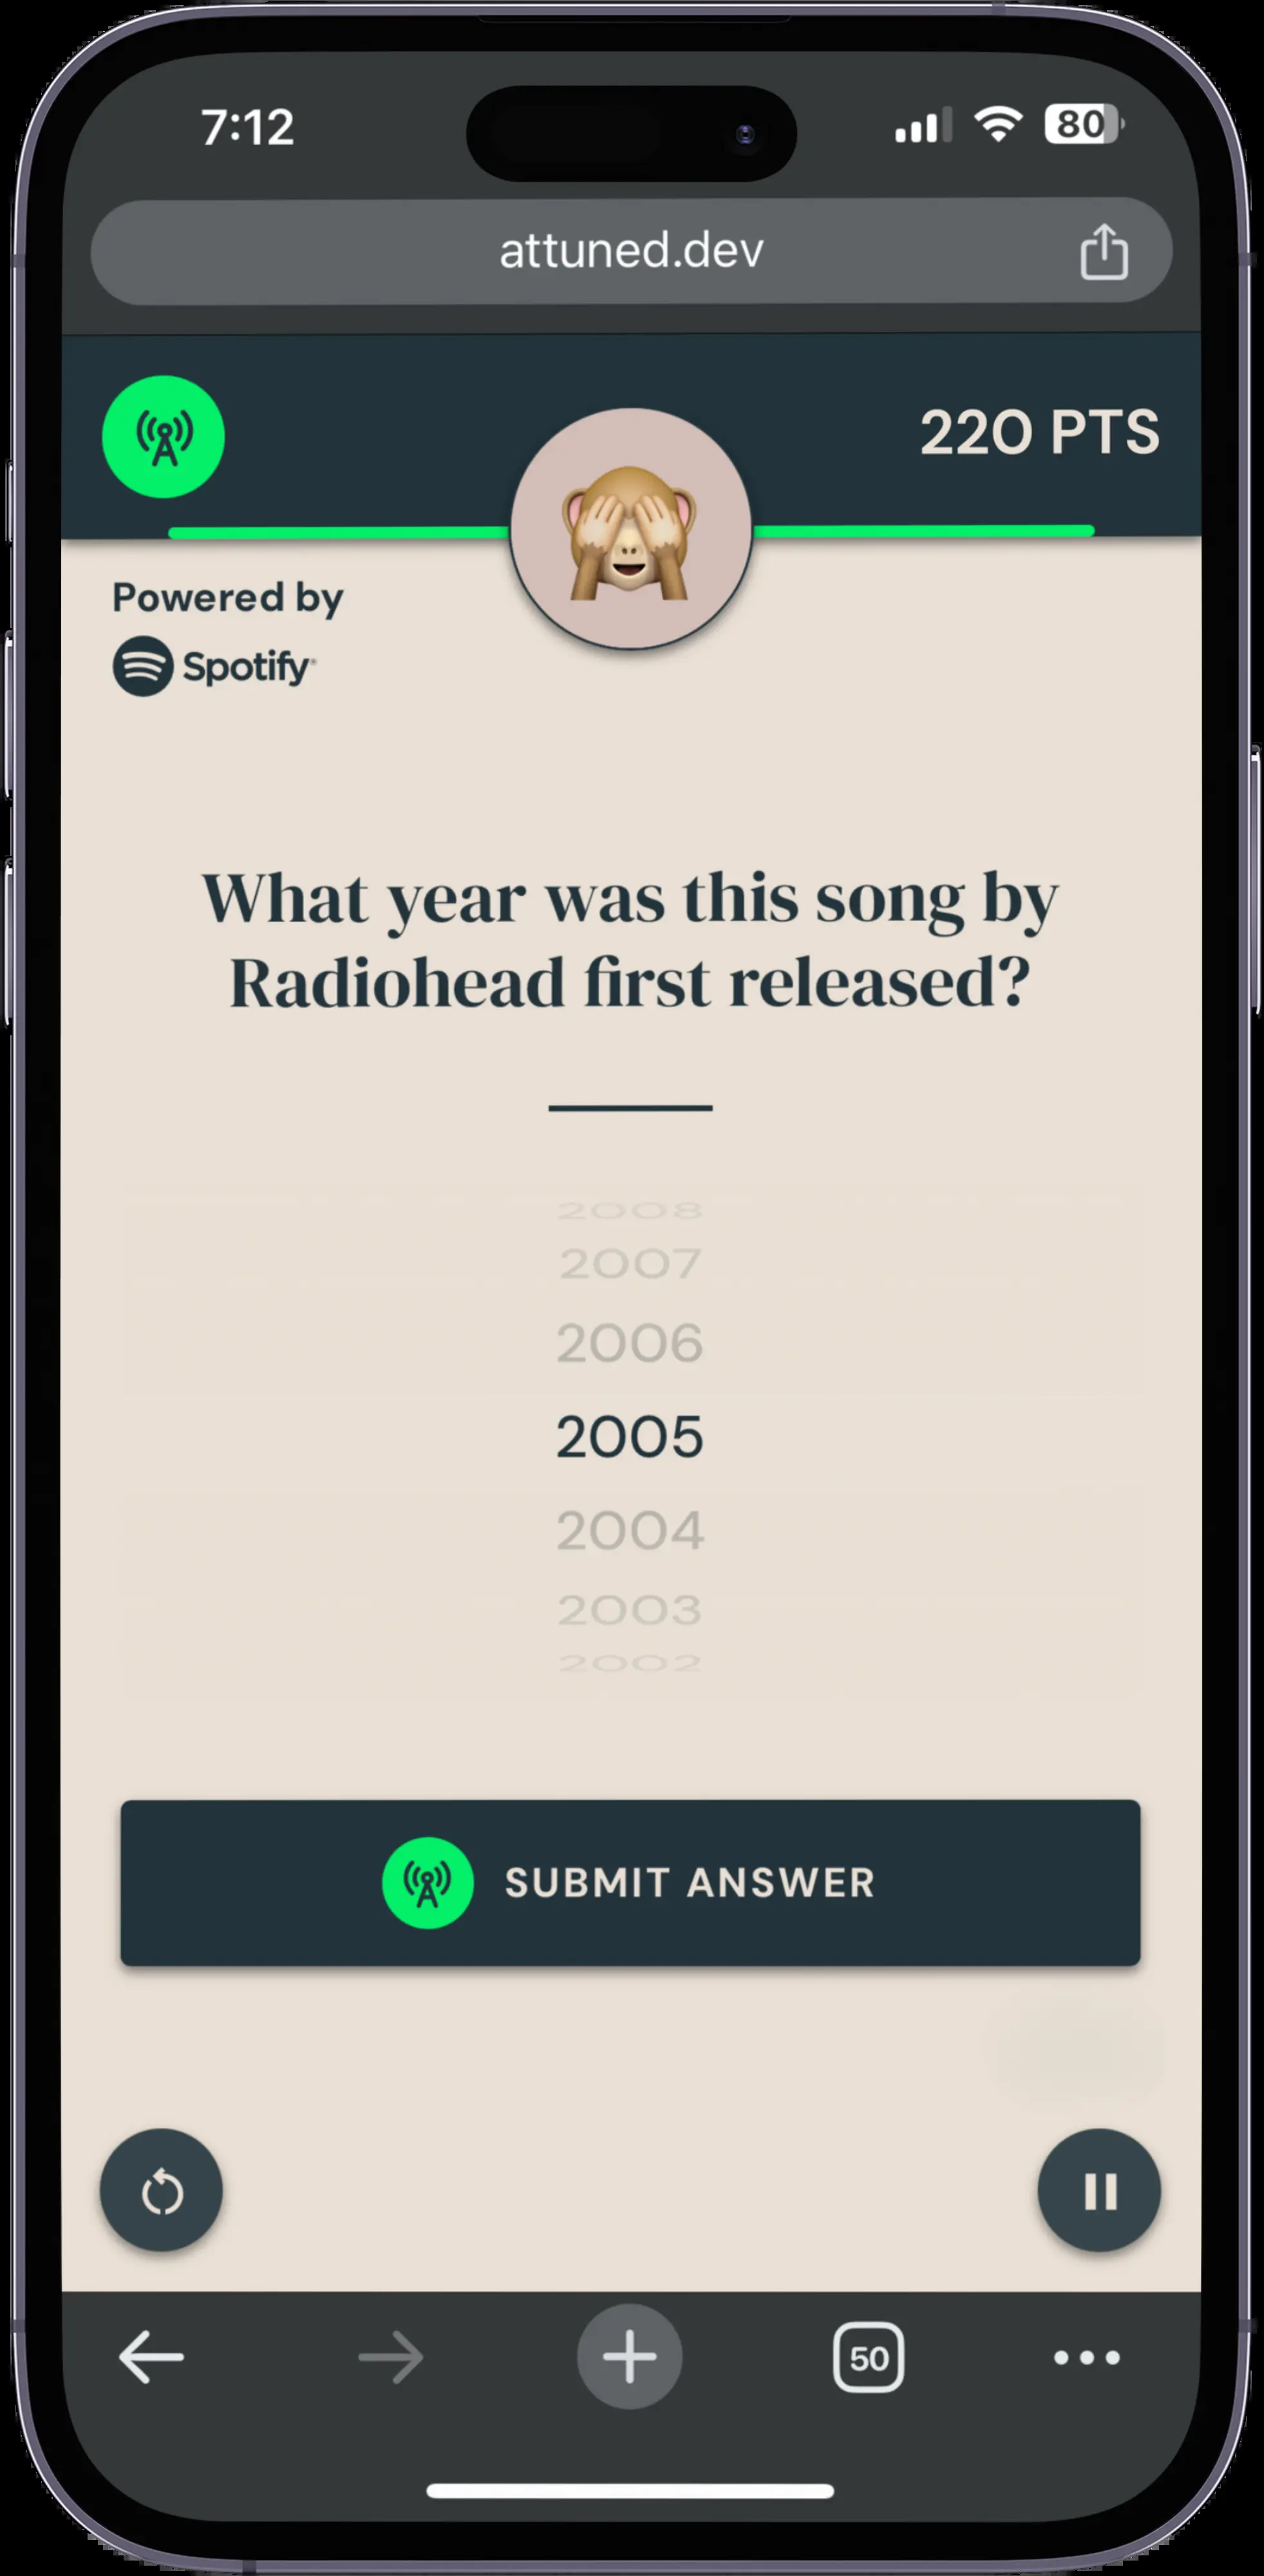 7:12
80
attuned.dev
220 PTS
Powered by
Spotify
What year was this song by
Radiohead first released?
2008
2007
2006
2005
2004
2003
2002
SUBMIT ANSWER
50